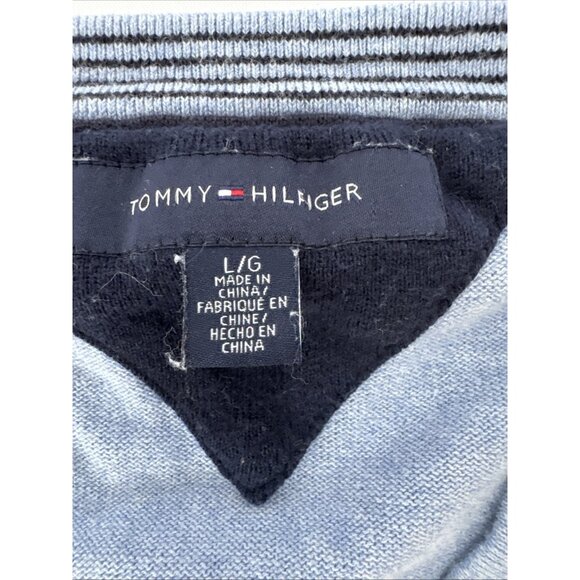 TOMMY HILFIGER
L/G
MADE IN
CHINA/
FABRIQUÉ EN
CHINE/
HECHO EN
CHINA